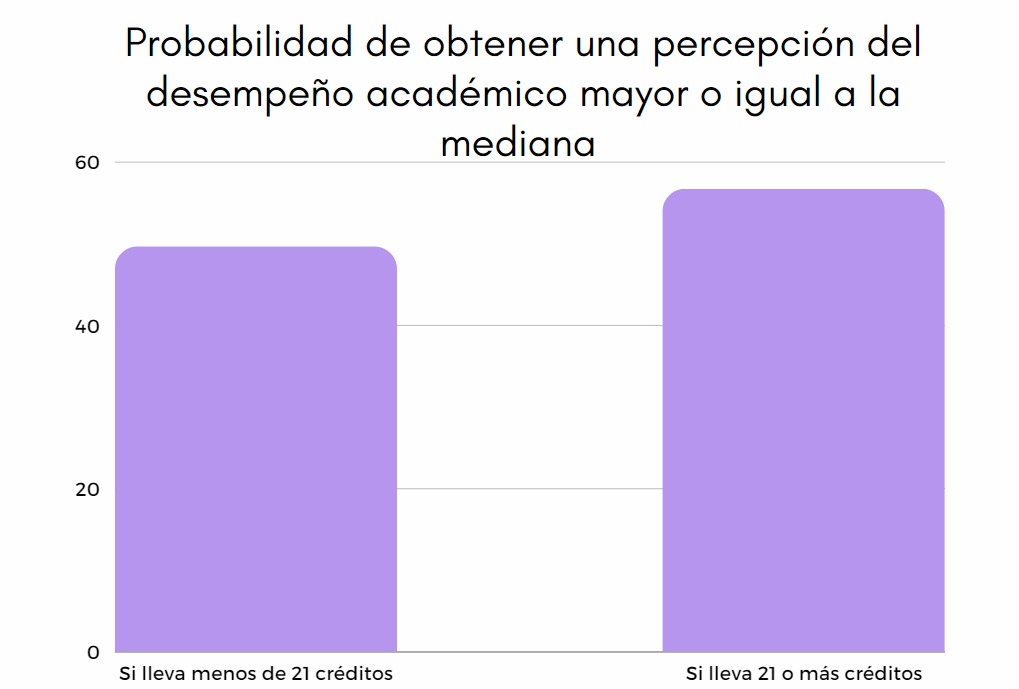 Probabilidad de obtener una percepción del
desempeño académico mayor o igual a la
mediana
60
40
20
0
Si lleva menos de 21 créditos
Si lleva 21 o más créditos